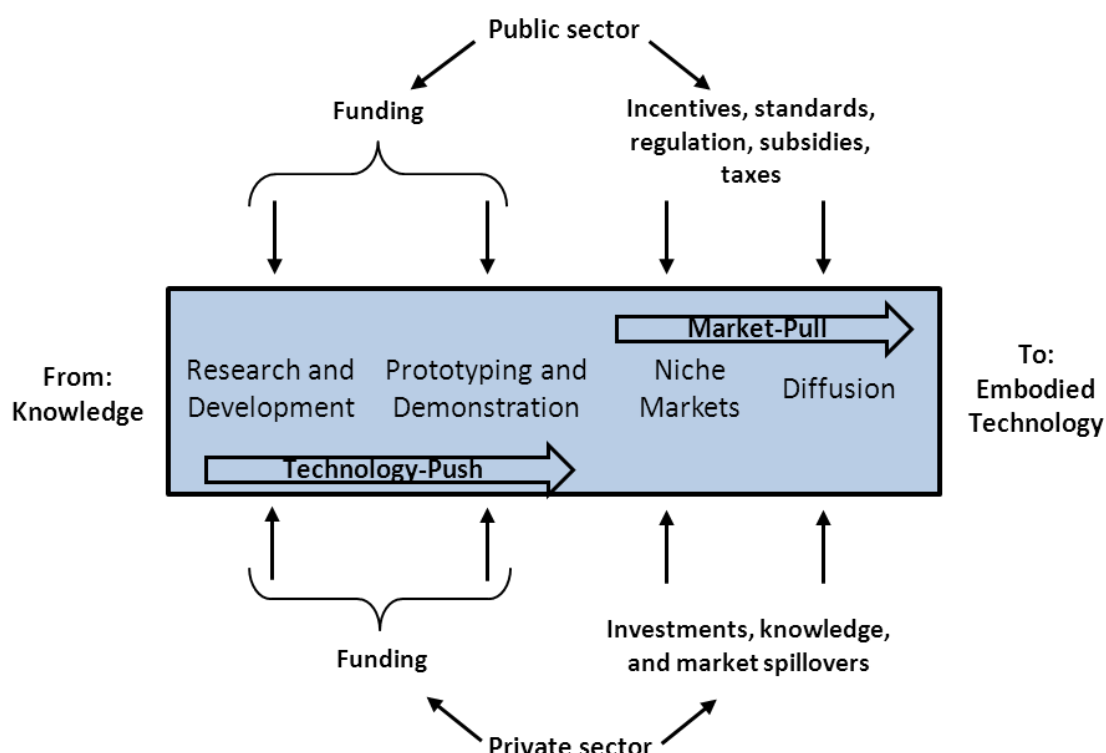 Public sector
Funding
Incentives, standards,
regulation, subsidies,
taxes
Market-Pull
From:
Knowledge
Research and
Development
Prototyping and
Demonstration
Niche
Markets
Diffusion
To:
Embodied
Technology
Technology-Push
Funding
Investments, knowledge,
and market spillovers
Private sector